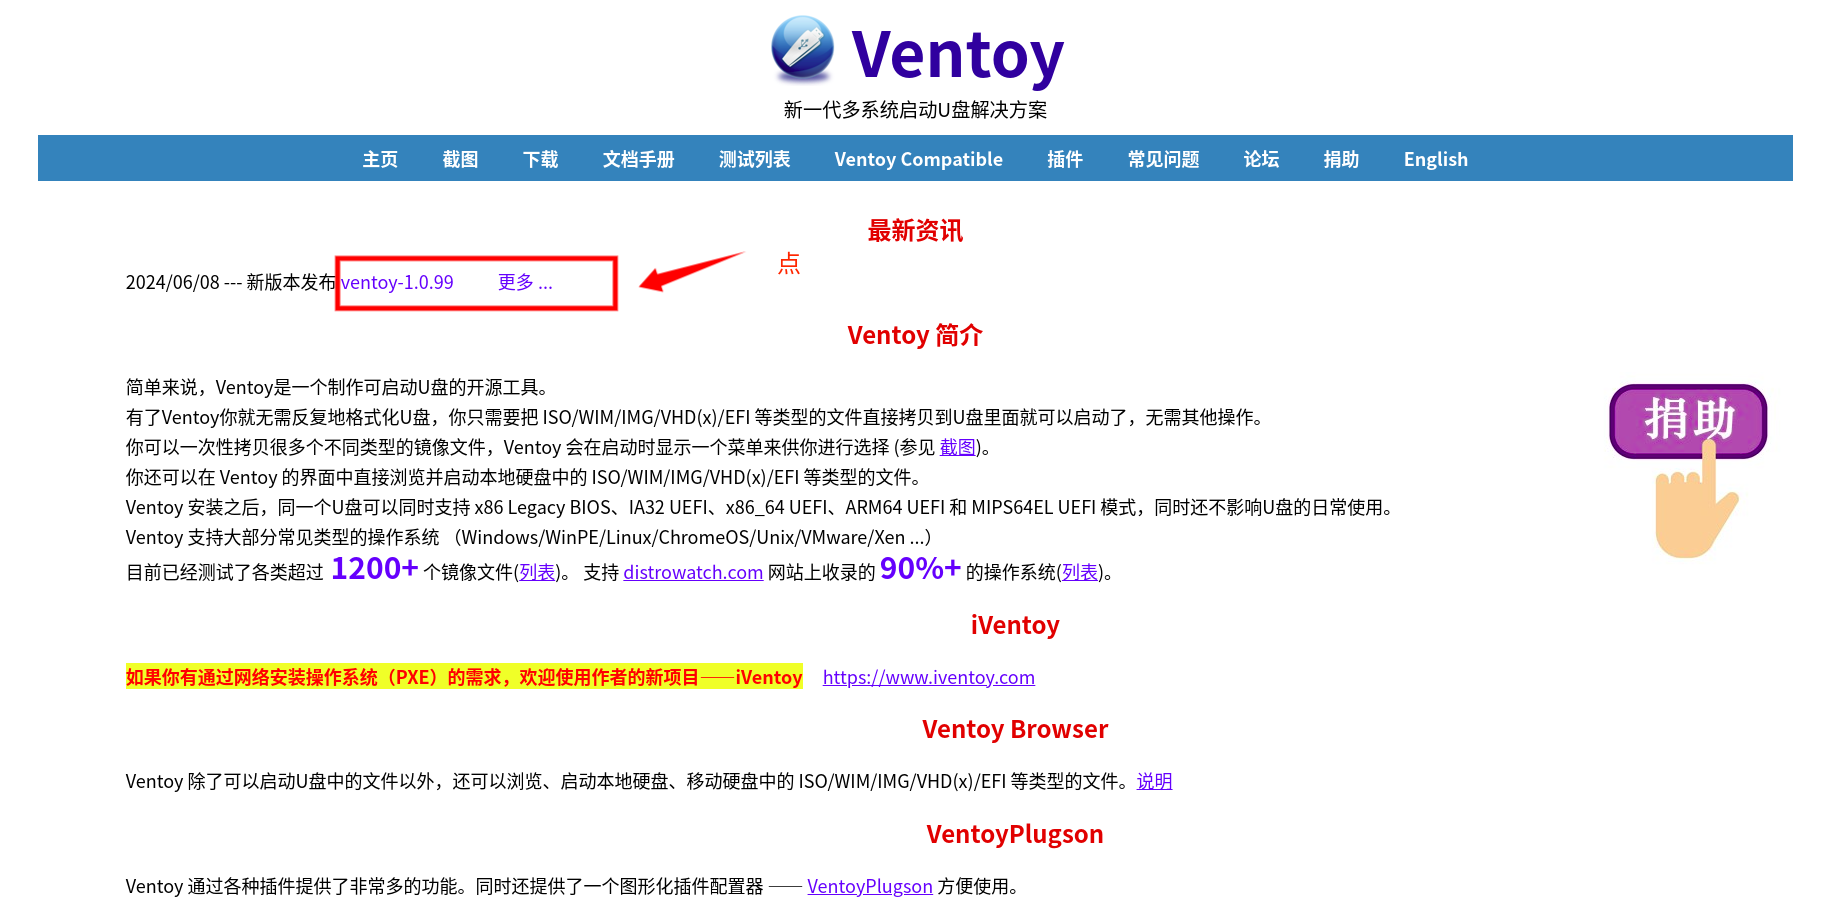 Ventoy
新一代多系统启动U盘解决方案
主页 截图 下载 文档手册 测试列表 Ventoy Compatible 插件 常见问题 论坛 捐助 English
最新资讯
点
2024/06/08 --- 新版本发布 ventoy-1.0.99 更多 ...
Ventoy 简介
简单来说，Ventoy是一个制作可启动U盘的开源工具。
有了Ventoy你就无需反复地格式化U盘，你只需要把 ISO/WIM/IMG/VHD(x)/EFI 等类型的文件直接拷贝到U盘里面就可以启动了，无需其他操作。
捐助
你可以一次性拷贝很多个不同类型的镜像文件，Ventoy 会在启动时显示一个菜单来供你进行选择 (参见 截图)。
你还可以在 Ventoy 的界面中直接浏览并启动本地硬盘中的 ISO/WIM/IMG/VHD(x)/EFI 等类型的文件。
Ventoy 安装之后，同一个U盘可以同时支持 x86 Legacy BIOS、IA32 UEFI、x86_64 UEFI、ARM64 UEFI 和 MIPS64EL UEFI 模式，同时还不影响U盘的日常使用。
Ventoy 支持大部分常见类型的操作系统 （Windows/WinPE/Linux/ChromeOS/Unix/VMware/Xen ...）
目前已经测试了各类超过 1200+ 个镜像文件(列表)。 支持 distrowatch.com 网站上收录的 90%+ 的操作系统(列表)。
iVentoy
如果你有通过网络安装操作系统（PXE）的需求，欢迎使用作者的新项目——iVentoy https://www.iventoy.com
Ventoy Browser
Ventoy 除了可以启动U盘中的文件以外，还可以浏览、启动本地硬盘、移动硬盘中的 ISO/WIM/IMG/VHD(x)/EFI 等类型的文件。说明
VentoyPlugson
Ventoy 通过各种插件提供了非常多的功能。同时还提供了一个图形化插件配置器 —— VentoyPlugson 方便使用。